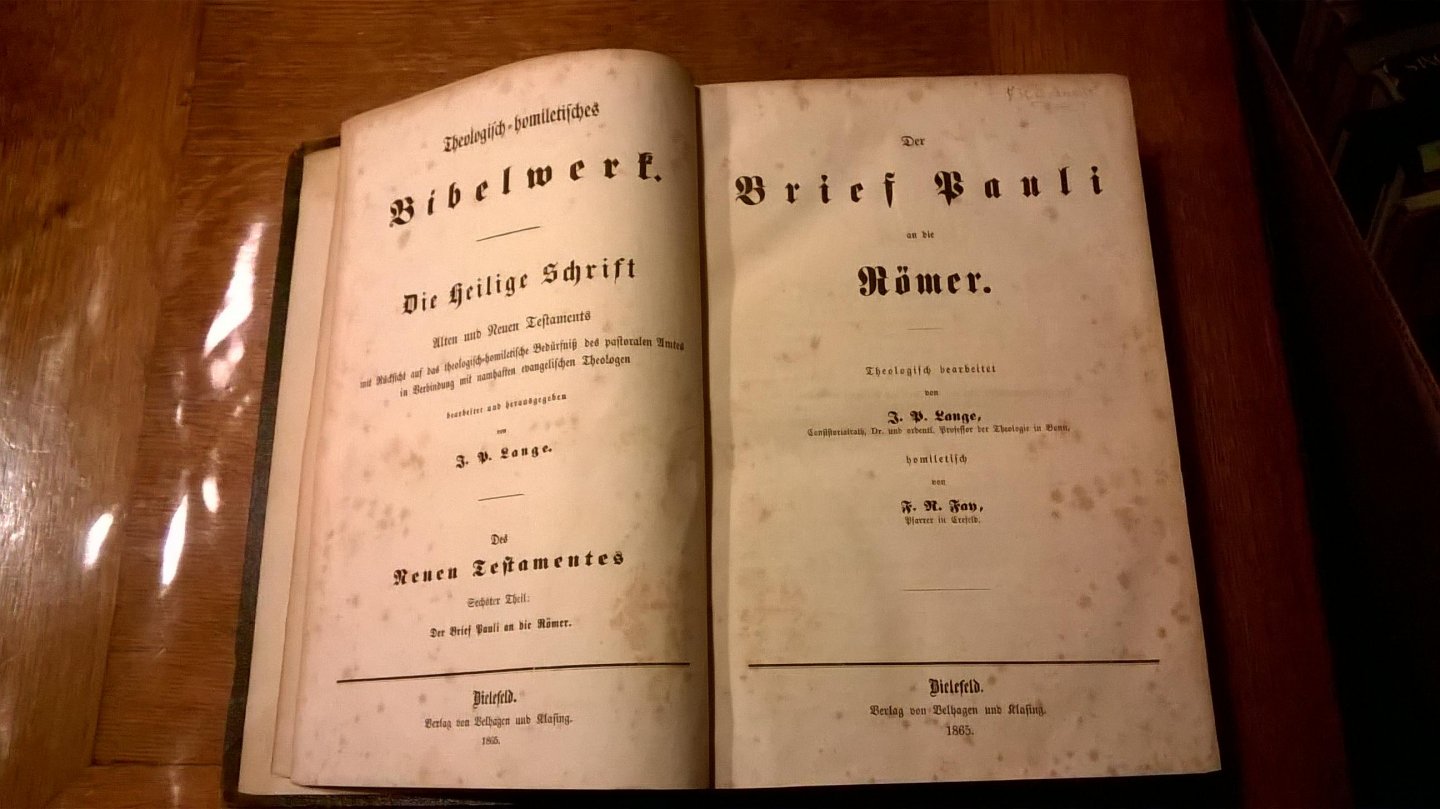 Theologisch-homiletisches
Bibelwerk.
Die Heilige Schrift
Alten und Neuen Testaments
mit Rücksicht auf das theologisch-homiletische Bedürfniß des pastoralen Amtes
in Verbindung mit namhaften evangelischen Theologen
bearbeitet und herausgegeben
von
J. P. Lange.
Des
Neuen Testamentes
Sechster Theil:
Der Brief Pauli an die Römer.
Bielefeld.
Verlag von Velhagen und Klasing.
1865.
Der
Brief Pauli
an die
Römer.
Theologisch bearbeitet
von
J. P. Lange,
Consistorialrath, Dr. und ordentl. Professor der Theologie in Bonn,
homiletisch
von
F. R. Fay,
Pfarrer in Crefeld.
Bielefeld.
Verlag von Velhagen und Klasing.
1865.